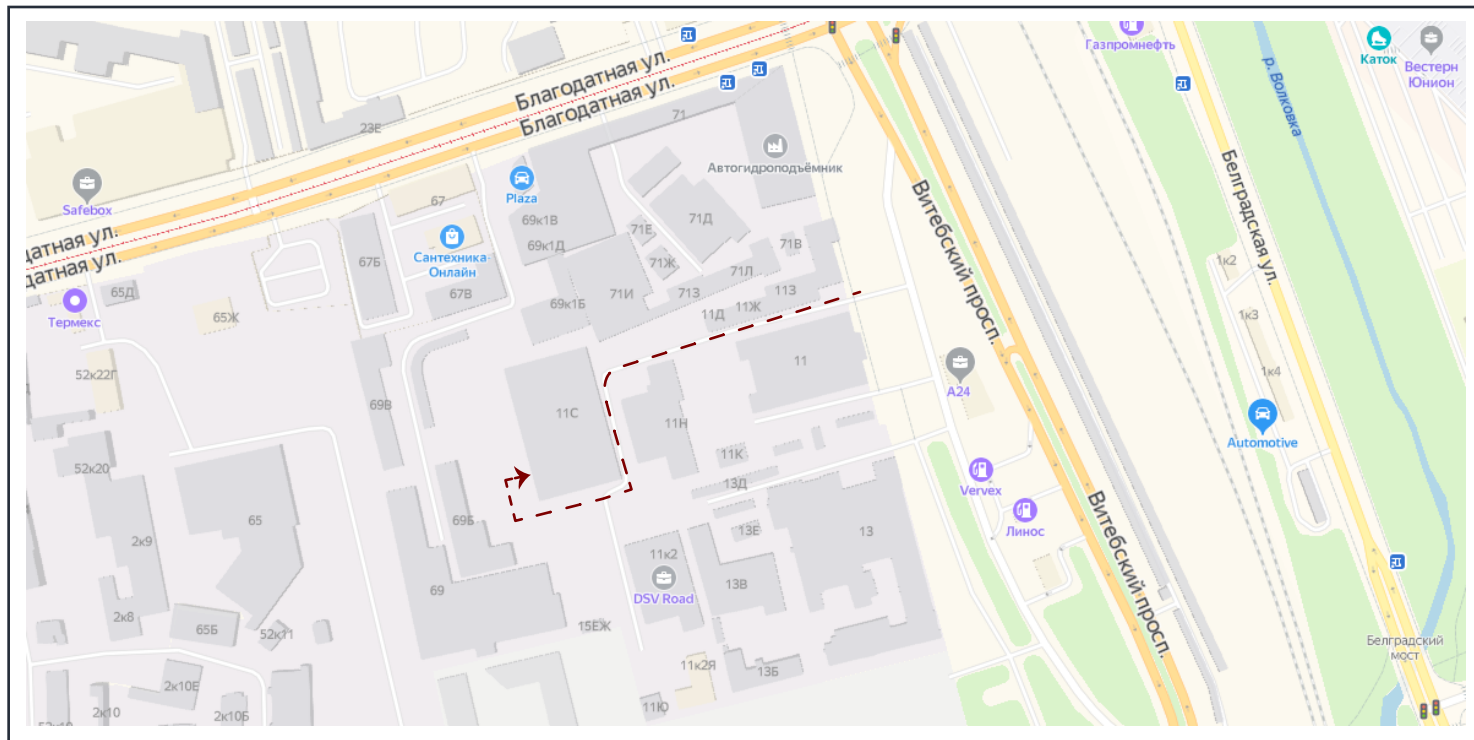 Газпромнефть
Каток
Вестерн
Юнион
р. Волковка
Благодатная ул.
Благодатная ул.
23Е
71
Автогидроподъёмник
Safebox
67
Plaza
Витебский просп.
Белградская ул.
69к1В
71Д
71Е
69к1Д
71В
датная ул.
датная ул.
67Б
Сантехника
Онлайн
71Ж
71Л
1к2
65Д
67В
71И
71З
11З
Термекс
65Ж
69к1Б
11Д
11Ж
1к3
11
52к22Г
1к4
А24
69В
11С
11Н
Automotive
52к20
11К
13Д
Vervex
Линос
65
69Б
13Е
13
2к9
11к2
Витебский просп.
13В
69
DSV Road
2к8
65Б
52к11
15ЕЖ
Белградский
мост
11к2Я
13Б
2к10Е
2к10
2к10Б
11Ю